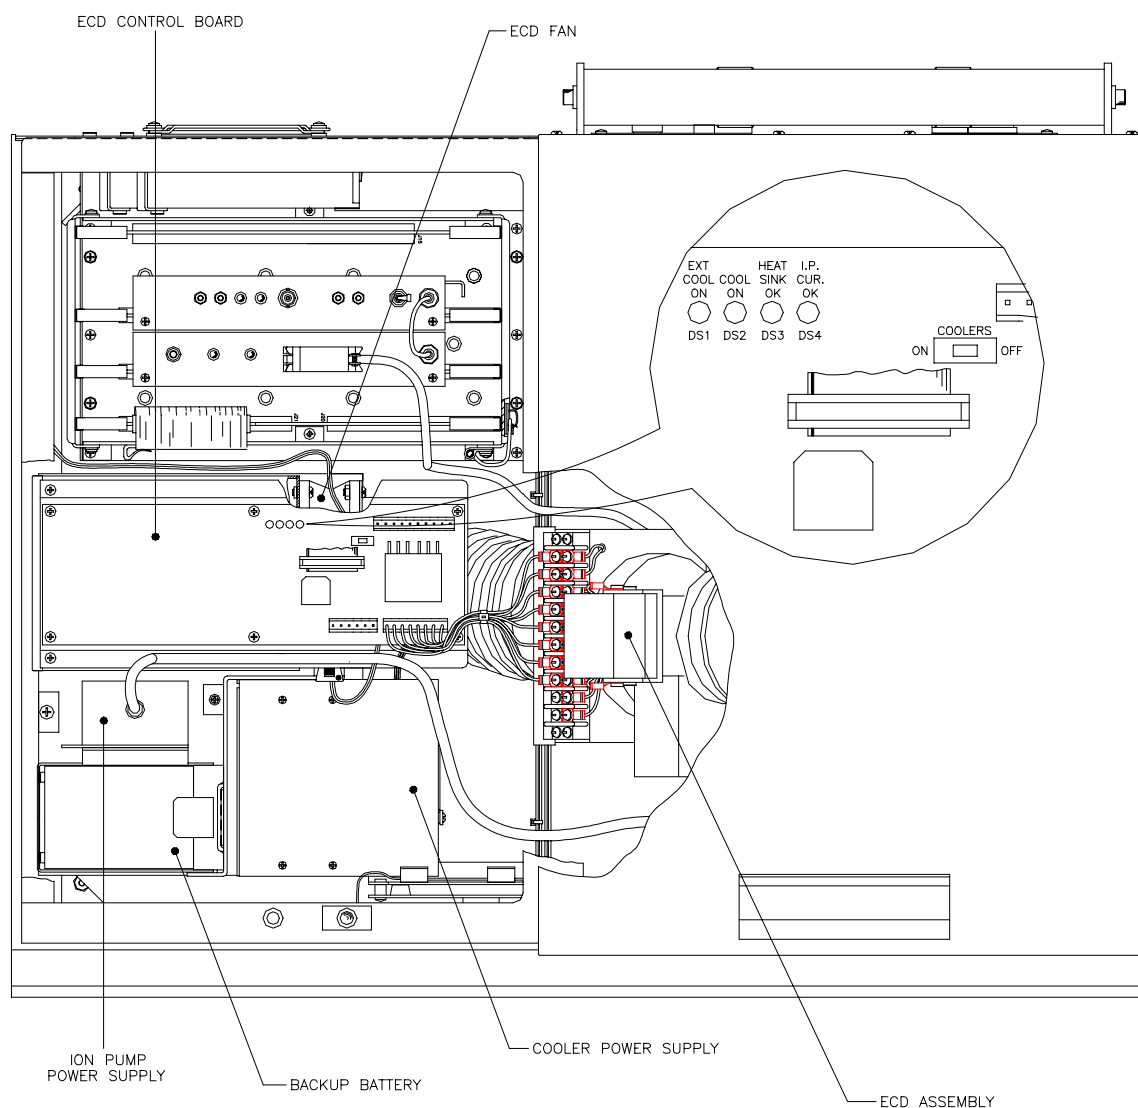 ECD CONTROL BOARD
ECD FAN
EXT COOL ON
COOL ON
HEAT SINK OK
I.P. CUR. OK
DS1 DS2 DS3 DS4
COOLERS
ON OFF
COOLER POWER SUPPLY
ION PUMP
POWER SUPPLY
BACKUP BATTERY
ECD ASSEMBLY